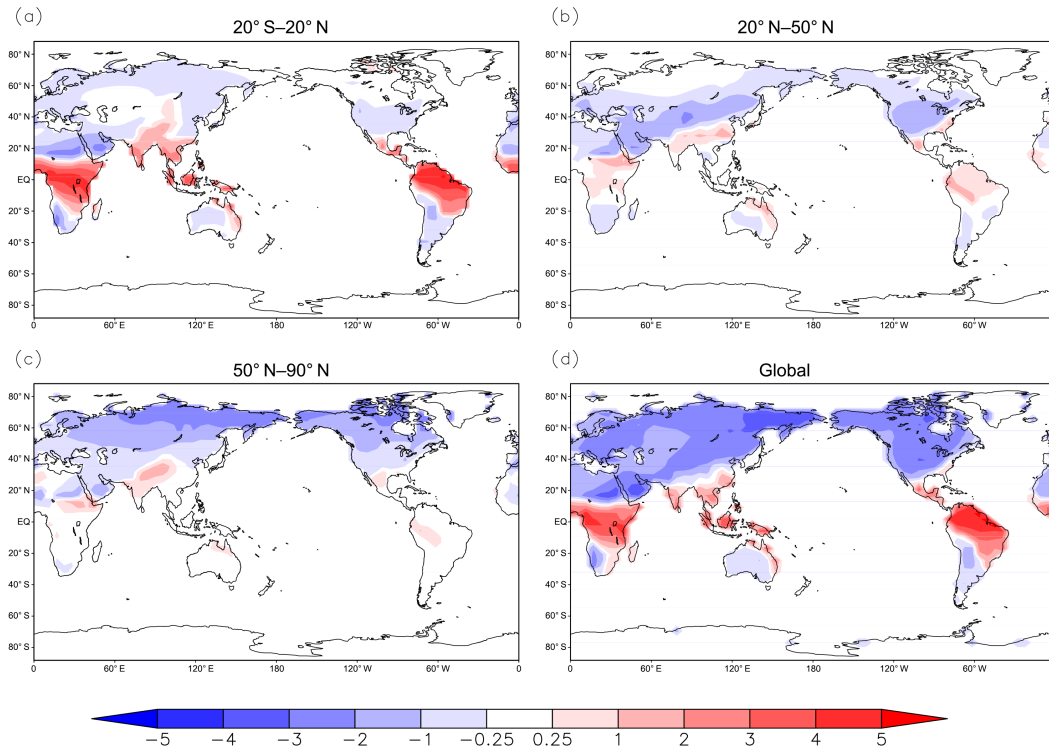 (a)
20° S–20° N
80° N
60° N
40° N
20° N
EQ
20° S
40° S
60° S
80° S
0 60° E 120° E 180 120° W 60° W 0
(b)
20° N–50° N
80° N
60° N
40° N
20° N
EQ
20° S
40° S
60° S
80° S
0 60° E 120° E 180 120° W 60° W
(c)
50° N–90° N
80° N
60° N
40° N
20° N
EQ
20° S
40° S
60° S
80° S
0 60° E 120° E 180 120° W 60° W 0
(d)
Global
80° N
60° N
40° N
20° N
EQ
20° S
40° S
60° S
80° S
0 60° E 120° E 180 120° W 60° W
−5 −4 −3 −2 −1 −0.25 0.25 1 2 3 4 5